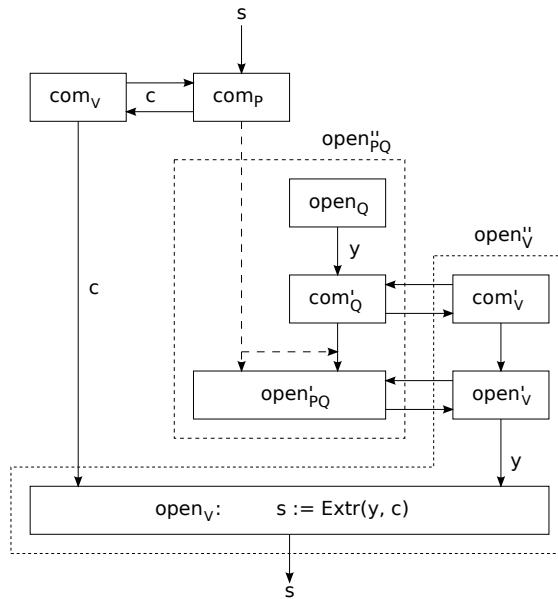 s
com_V c com_P
open''_PQ
open_Q
y
open''_V
c
com'_Q com'_V
open'_PQ open'_V
y
open_V: s := Extr(y, c)
s